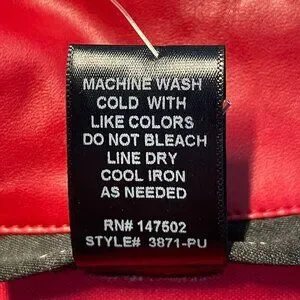 MACHINE WASH
COLD WITH
LIKE COLORS
DO NOT BLEACH
LINE DRY
COOL IRON
AS NEEDED
RN# 147502
STYLE# 3871-PU